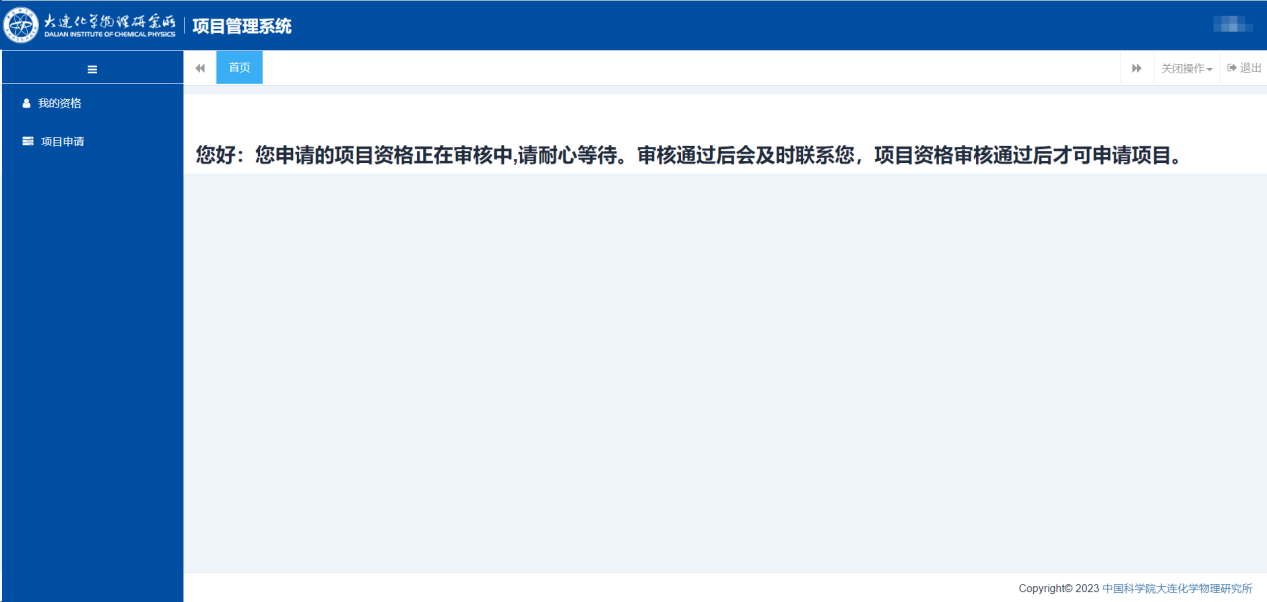 大连化学物理研究所
DALIAN INSTITUTE OF CHEMICAL PHYSICS
项目管理系统
首页
关闭操作
退出
我的资格
项目申请
您好：您申请的项目资格正在审核中,请耐心等待。审核通过后会及时联系您，项目资格审核通过后才可申请项目。
Copyright© 2023 中国科学院大连化学物理研究所